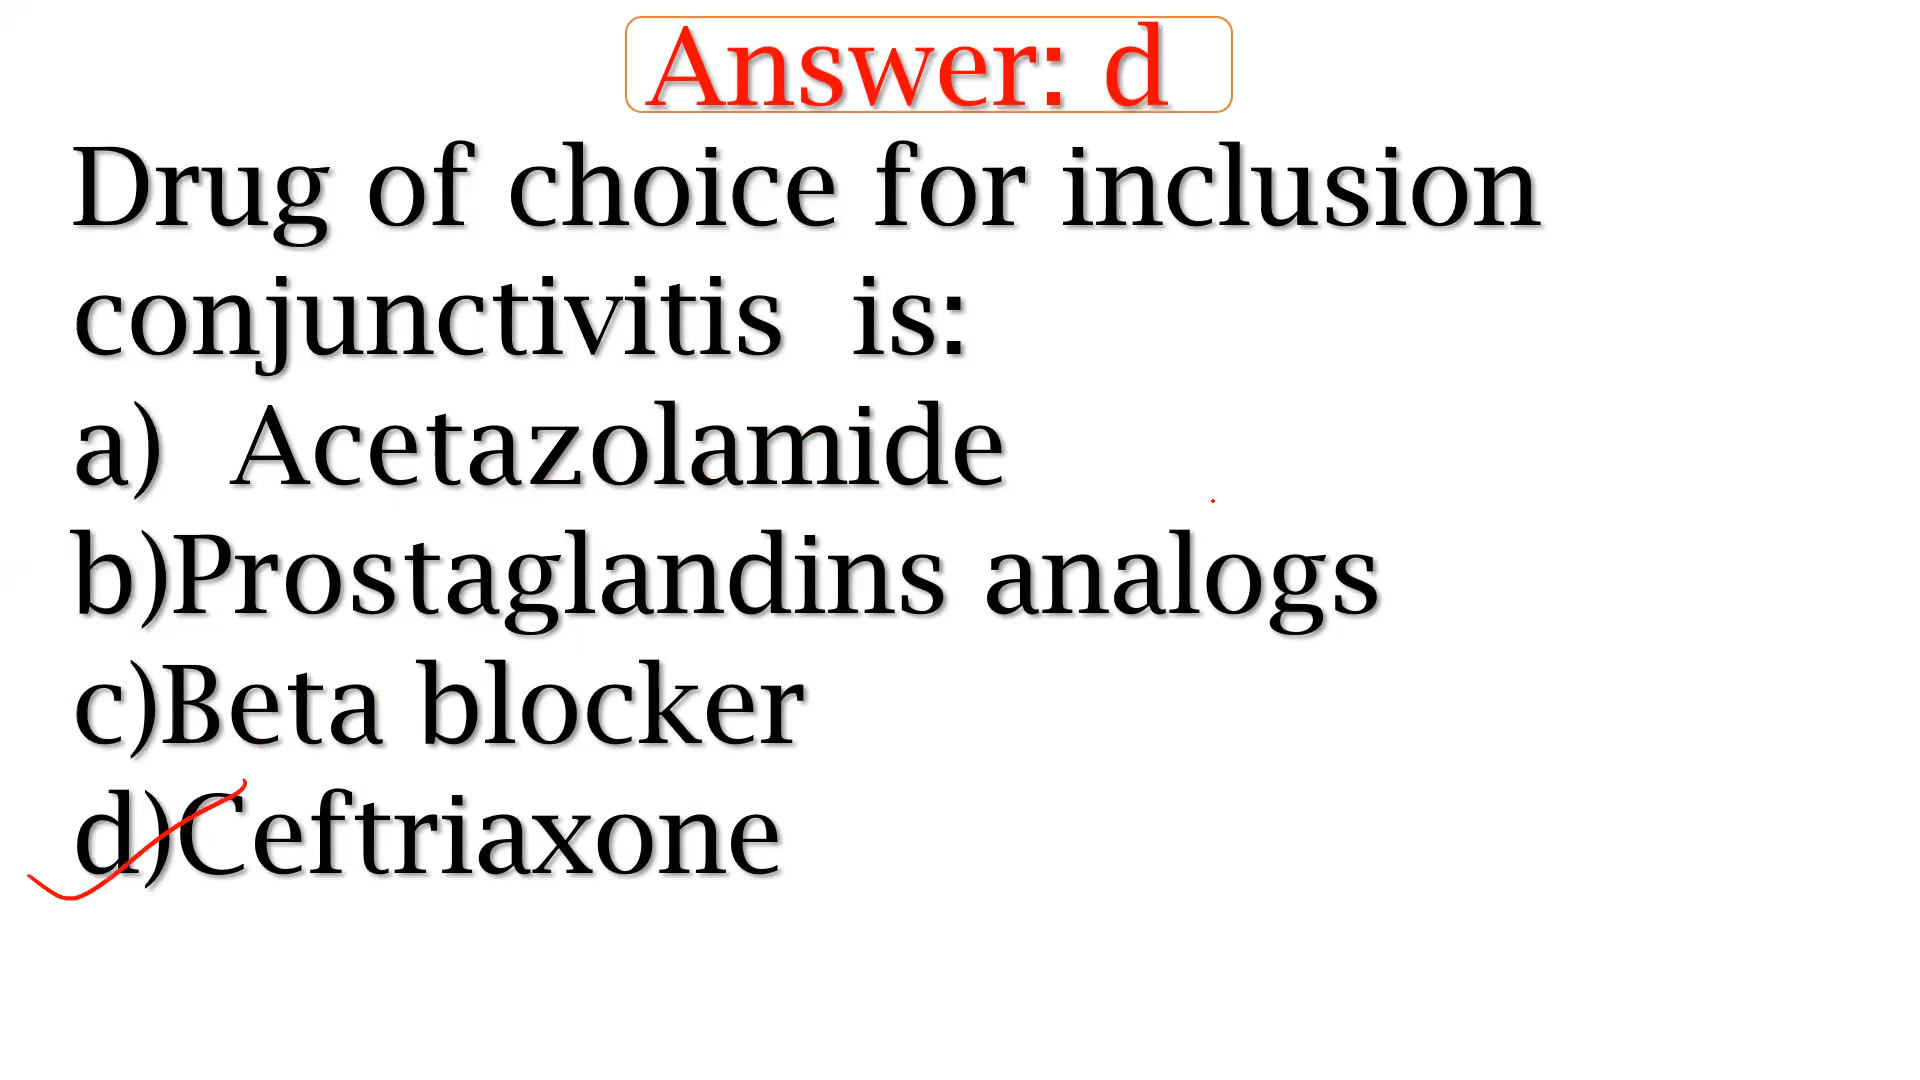 Answer: d
Drug of choice for inclusion
conjunctivitis is:
a) Acetazolamide
b)Prostaglandins analogs
c)Beta blocker
d)Ceftriaxone